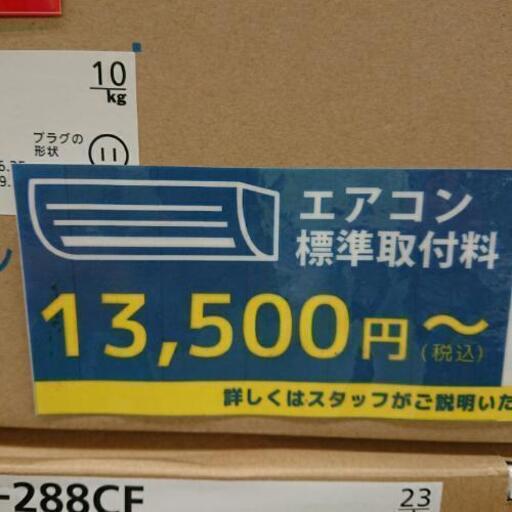 10
kg
プラグの
形状
エアコン
標準取付料
13,500円～
(税込)
詳しくはスタッフがご説明いた
-288CF
23